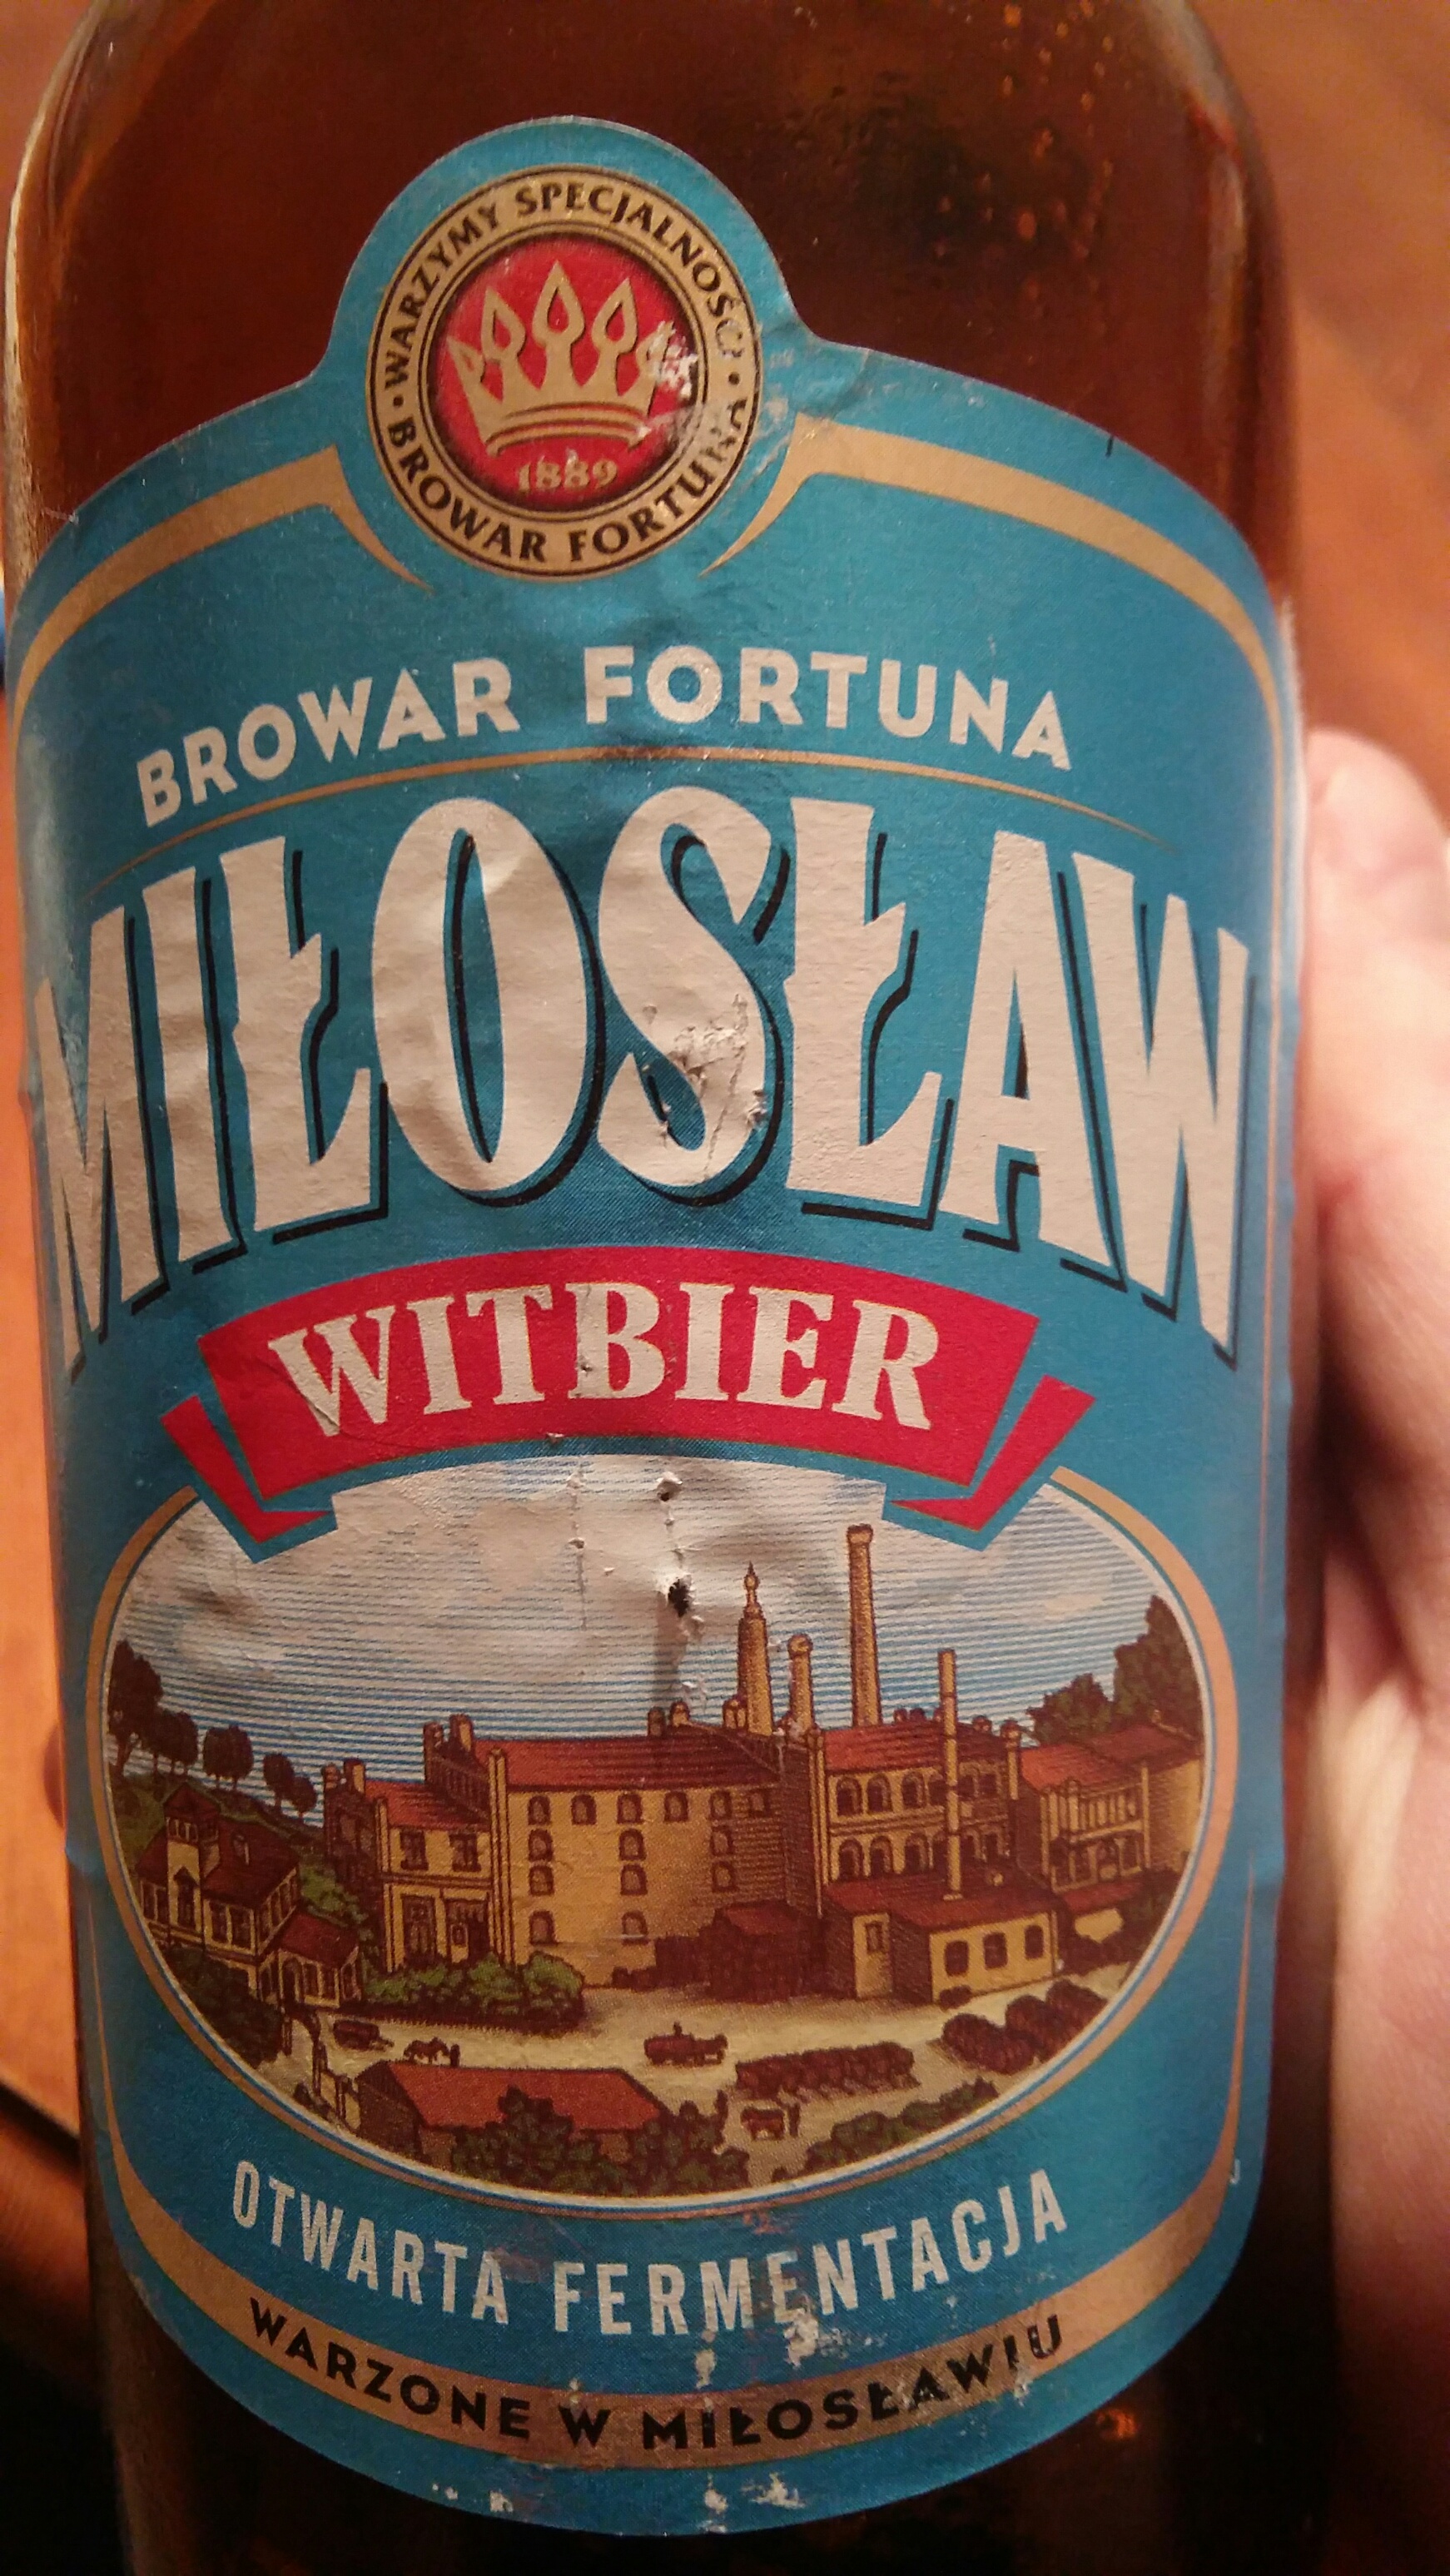 WARZYMY SPECJALNOŚCI
1889
BROWAR FORTUNA
BROWAR FORTUNA
MIŁOSŁAW
WITBIER
OTWARTA FERMENTACJA
WARZONE W MIŁOSŁAWIU